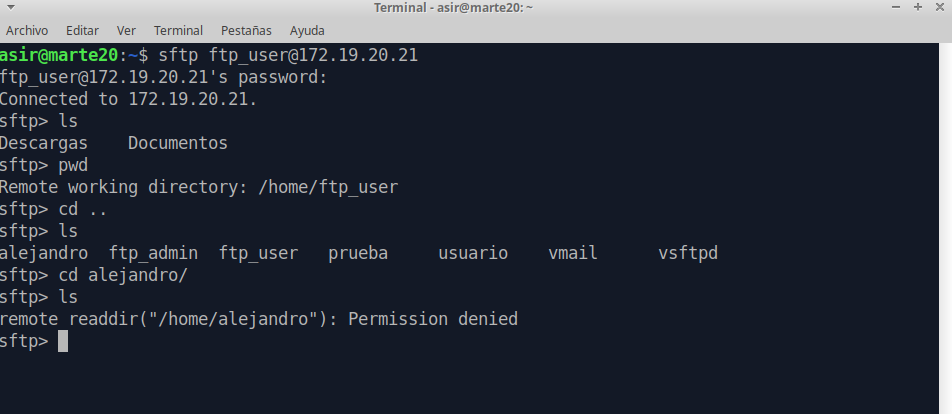 Terminal - asir@marte20: ~
Archivo Editar Ver Terminal Pestañas Ayuda
asir@marte20:~$ sftp ftp_user@172.19.20.21
ftp_user@172.19.20.21's password:
Connected to 172.19.20.21.
sftp> ls
Descargas Documentos
sftp> pwd
Remote working directory: /home/ftp_user
sftp> cd ..
sftp> ls
alejandro ftp_admin ftp_user prueba usuario vmail vsftpd
sftp> cd alejandro/
sftp> ls
remote readdir("/home/alejandro"): Permission denied
sftp>